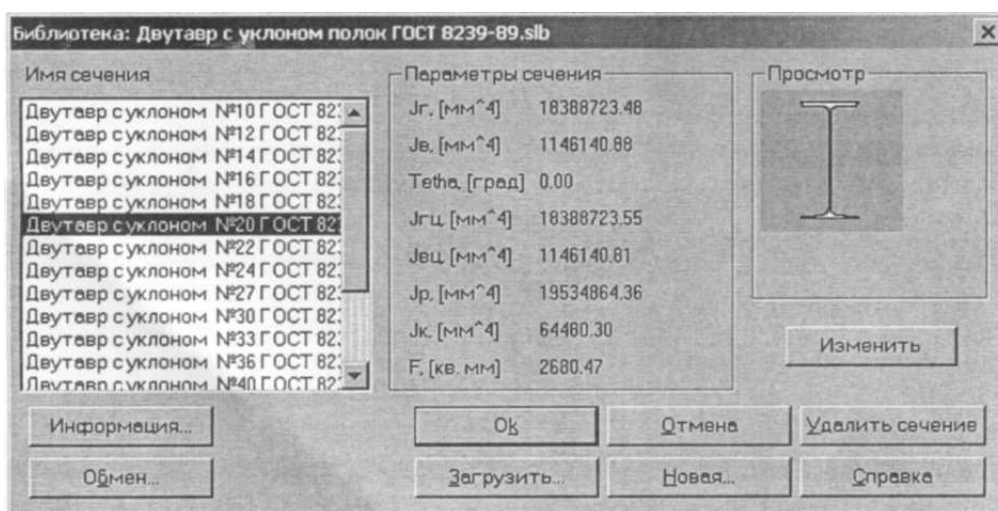 Библиотека: Двутавр с уклоном полок ГОСТ 8239-89.slb
Имя сечения
Двутавр с уклоном №10 ГОСТ 82:
Двутавр с уклоном №12 ГОСТ 82:
Двутавр с уклоном №14 ГОСТ 82:
Двутавр с уклоном №16 ГОСТ 82:
Двутавр с уклоном №18 ГОСТ 82:
Двутавр с уклоном №20 ГОСТ 82:
Двутавр с уклоном №22 ГОСТ 82:
Двутавр с уклоном №24 ГОСТ 82:
Двутавр с уклоном №27 ГОСТ 82:
Двутавр с уклоном №30 ГОСТ 82:
Двутавр с уклоном №33 ГОСТ 82:
Двутавр с уклоном №36 ГОСТ 82:
Двутавр с уклоном №40 ГОСТ 82:
Параметры сечения
Jг, [мм^4] 18388723.48
Jв, [мм^4] 1146140.88
Tetha, [град] 0.00
Jгц, [мм^4] 18388723.55
Jвц, [мм^4] 1146140.81
Jр, [мм^4] 19534864.36
Jк, [мм^4] 64460.30
F, [кв. мм] 2680.47
Просмотр
Изменить
Информация...
Ok
Отмена
Удалить сечение
Обмен...
Загрузить...
Новая...
Справка